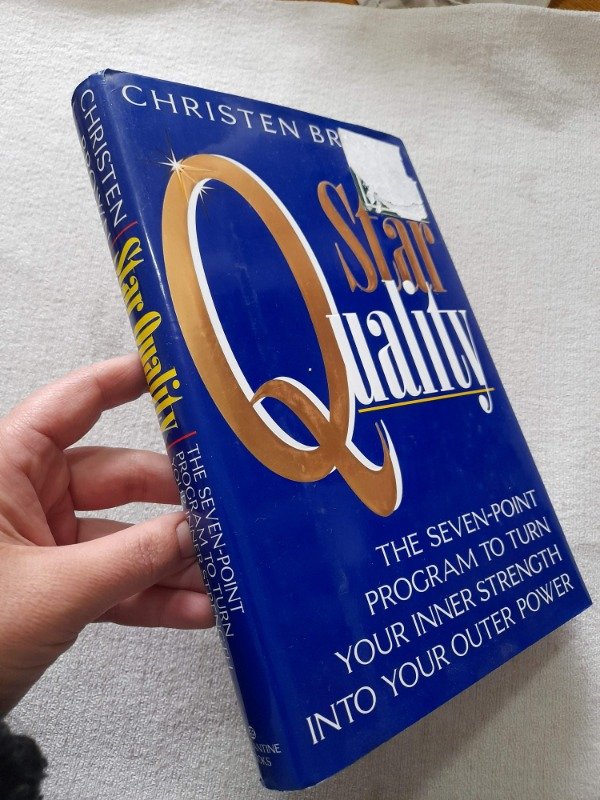 CHRISTEN BR
Star
Quality
THE SEVEN-POINT
PROGRAM TO TURN
YOUR INNER STRENGTH
INTO YOUR OUTER POWER
CHRISTEN
Star Quality
THE SEVEN-POINT
PROGRAM TO TURN